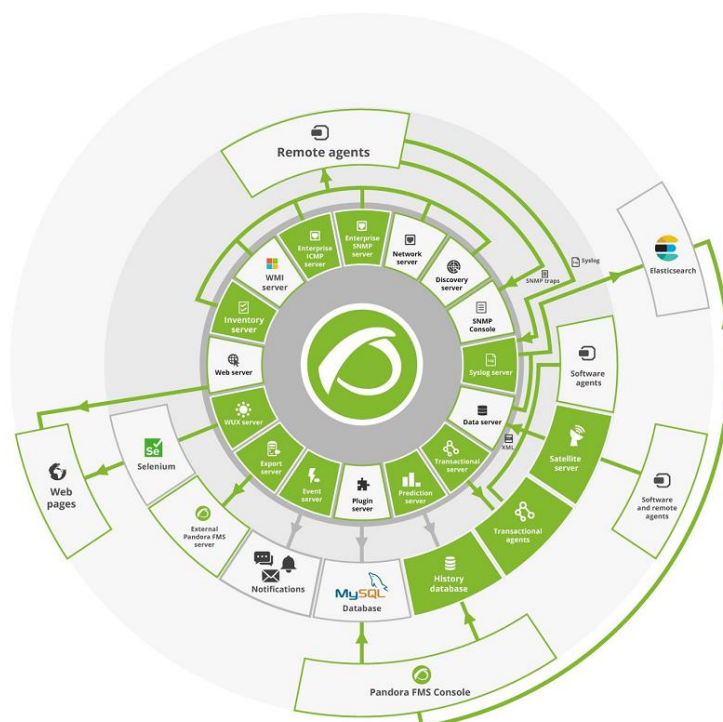 Remote agents
Enterprise
ICMP
server
Enterprise
SNMP
server
Network
server
Discovery
server
WMI
server
SNMP
Console
Inventory
server
Syslog server
Web server
Data server
WUX server
Transactional
server
Export
server
Event
server
Plugin
server
Prediction
server
SNMP traps
Syslog
Elasticsearch
Software
agents
XML
Satellite
server
Software
and remote
agents
Transactional
agents
Web
pages
Se
Selenium
External
Pandora FMS
server
Notifications
MySQL
Database
History
database
Pandora FMS Console